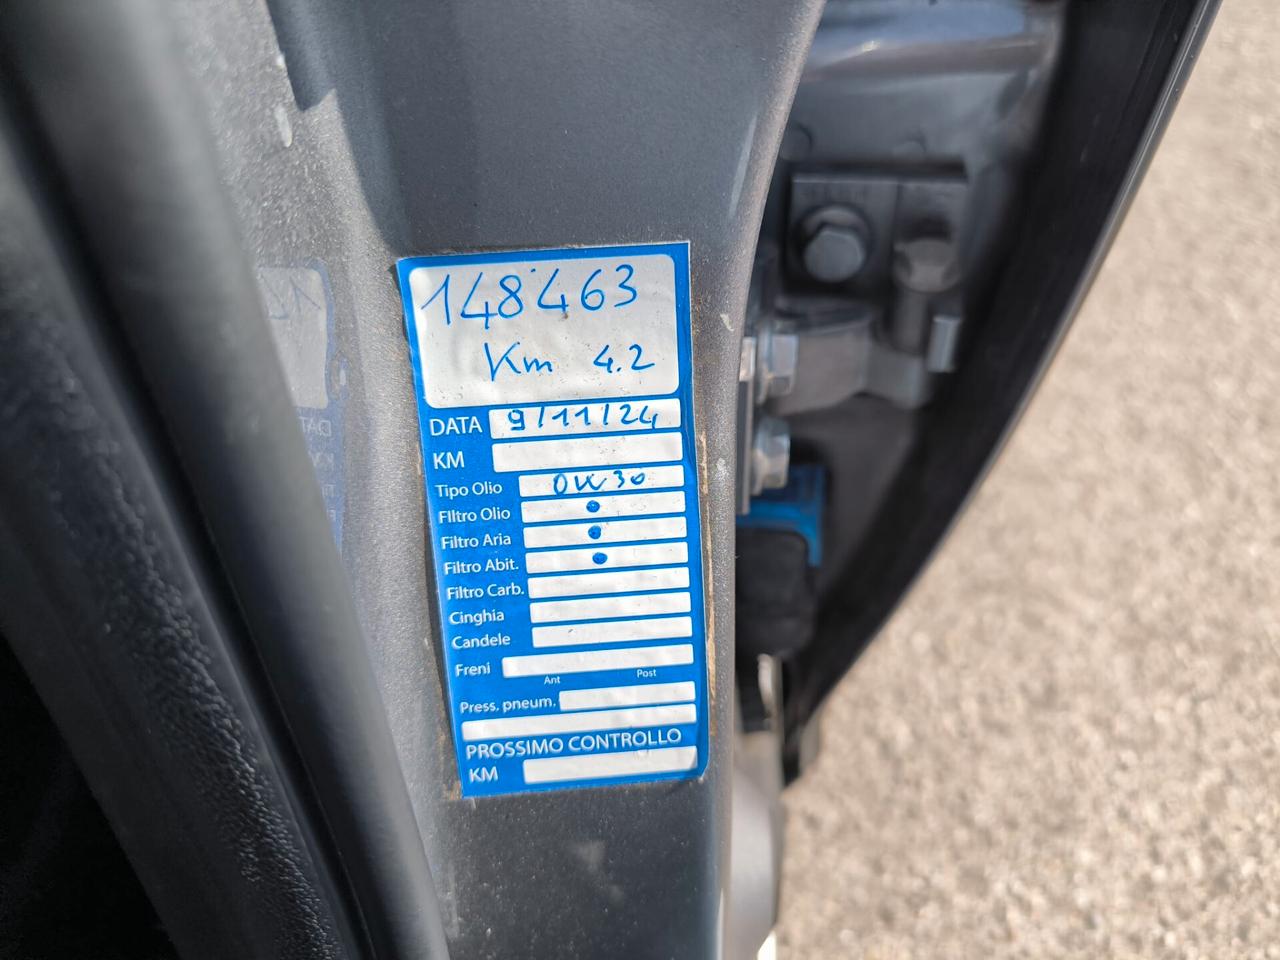 148463
Km 4.2
DATA 9/11/24
KM
Tipo Olio 0W30
FIltro Olio
Filtro Aria
Filtro Abit.
Filtro Carb.
Cinghia
Candele
Freni
Ant Post
Press. pneum.
PROSSIMO CONTROLLO
KM